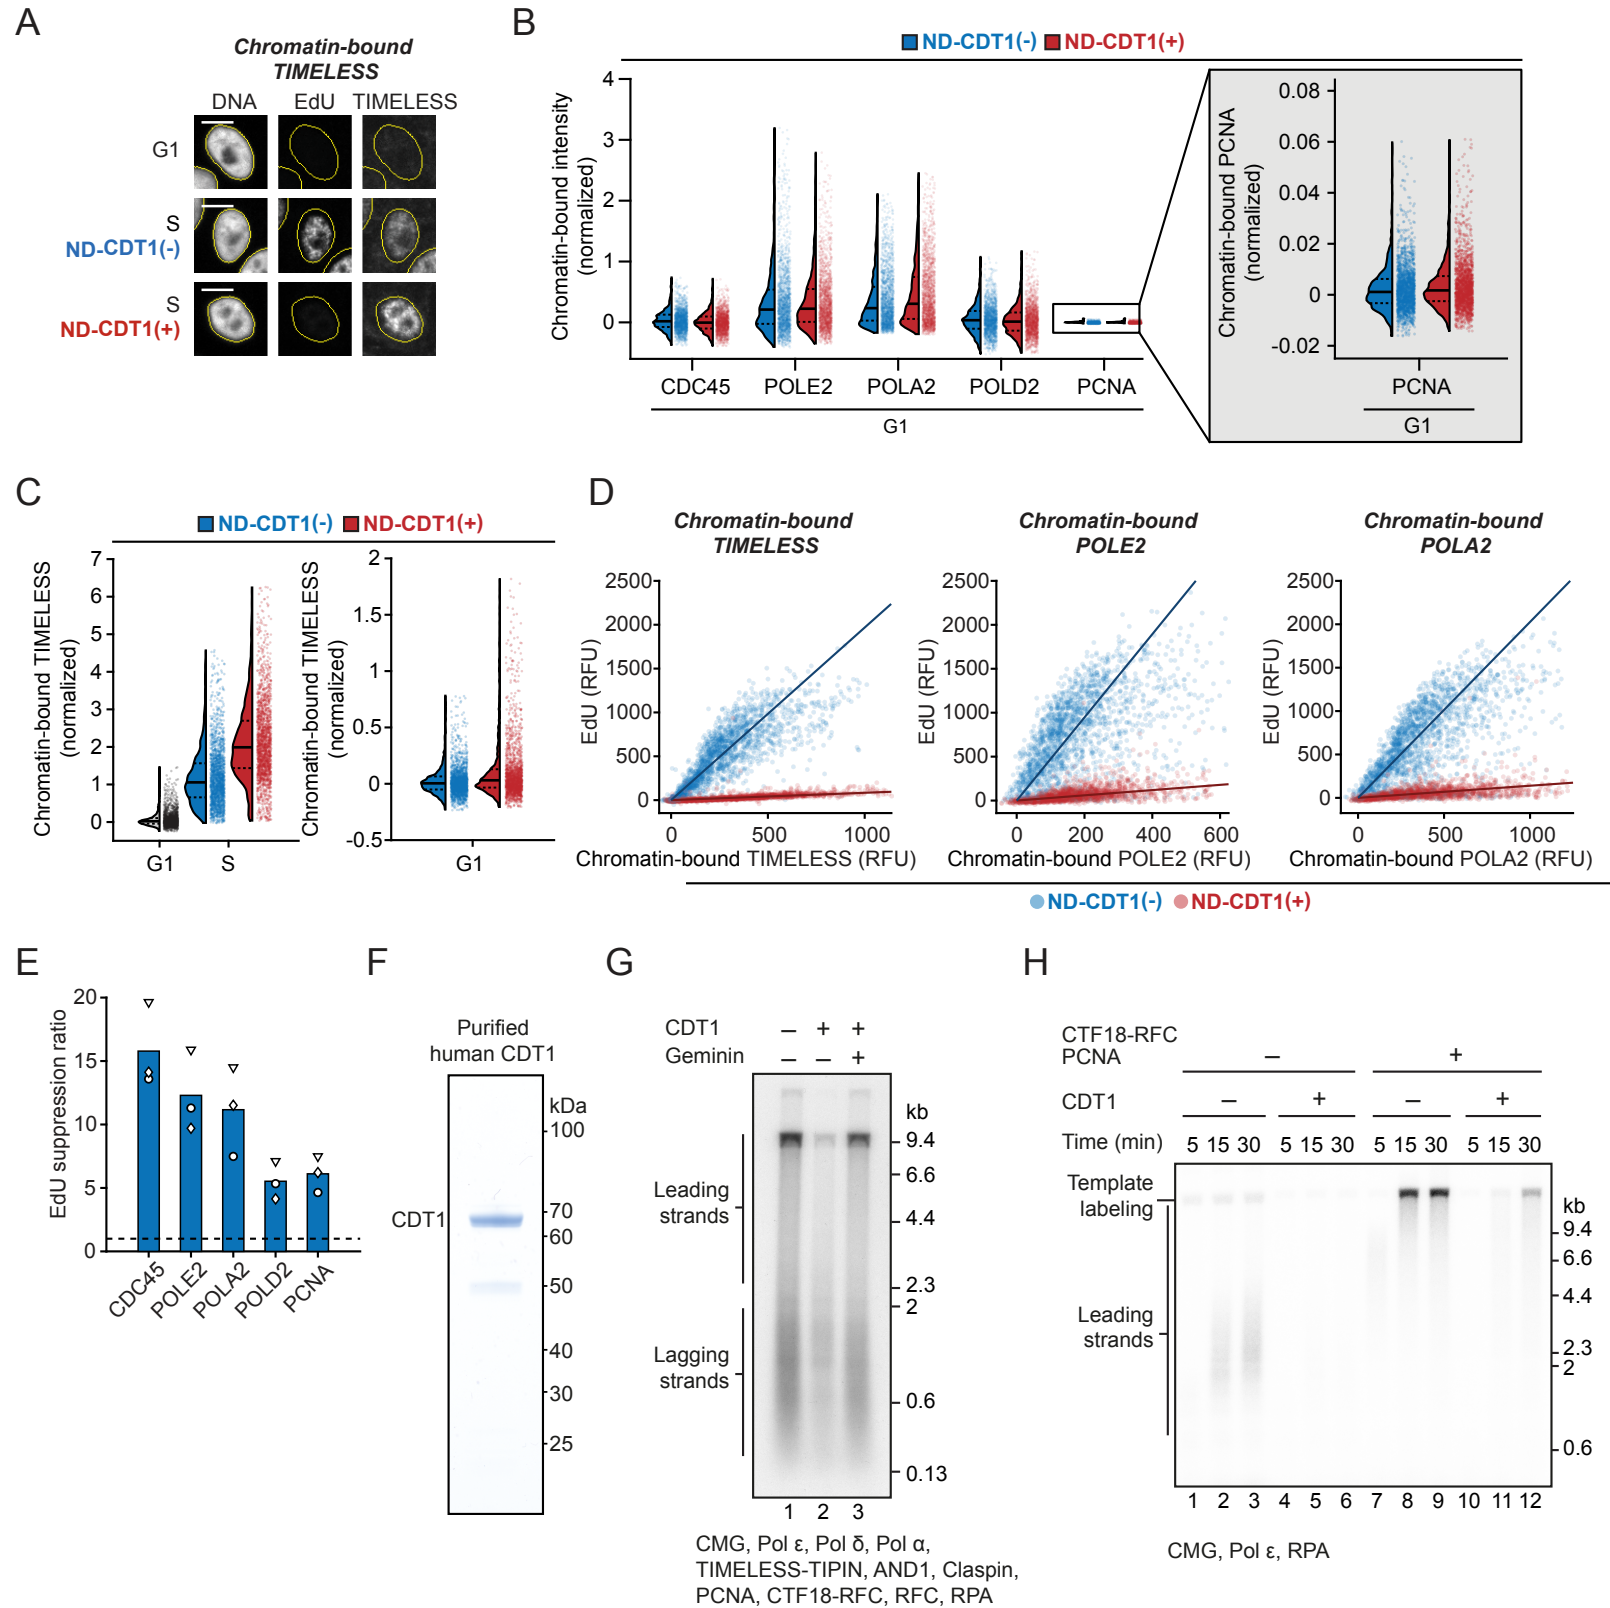 A
Chromatin-bound
TIMELESS
DNA EdU TIMELESS
G1
S
ND-CDT1(-)
S
ND-CDT1(+)
B
ND-CDT1(-) ND-CDT1(+)
Chromatin-bound intensity
(normalized)
4
3
2
1
0
CDC45 POLE2 POLA2 POLD2 PCNA
G1
Chromatin-bound PCNA
(normalized)
0.08
0.06
0.04
0.02
0
-0.02
PCNA
G1
C
ND-CDT1(-) ND-CDT1(+)
Chromatin-bound TIMELESS
(normalized)
7
6
5
4
3
2
1
0
G1 S
Chromatin-bound TIMELESS
(normalized)
2
1.5
1
0.5
0
-0.5
G1
D
Chromatin-bound
TIMELESS
EdU (RFU)
2500
2000
1500
1000
500
0
0 500 1000
Chromatin-bound TIMELESS (RFU)
Chromatin-bound
POLE2
EdU (RFU)
2500
2000
1500
1000
500
0
0 200 400 600
Chromatin-bound POLE2 (RFU)
Chromatin-bound
POLA2
EdU (RFU)
2500
2000
1500
1000
500
0
0 500 1000
Chromatin-bound POLA2 (RFU)
ND-CDT1(-) ND-CDT1(+)
E
EdU suppression ratio
20
15
10
5
0
CDC45 POLE2 POLA2 POLD2 PCNA
F
Purified
human CDT1
kDa
100
70
60
50
40
30
25
CDT1
G
CDT1 – + +
Geminin – – +
kb
9.4
6.6
4.4
2.3
2
0.6
0.13
Leading
strands
Lagging
strands
1 2 3
CMG, Pol ε, Pol δ, Pol α,
TIMELESS-TIPIN, AND1, Claspin,
PCNA, CTF18-RFC, RFC, RPA
H
CTF18-RFC
PCNA – +
CDT1 – + – +
Time (min) 5 15 30 5 15 30 5 15 30 5 15 30
Template
labeling
Leading
strands
kb
9.4
6.6
4.4
2.3
2
0.6
1 2 3 4 5 6 7 8 9 10 11 12
CMG, Pol ε, RPA